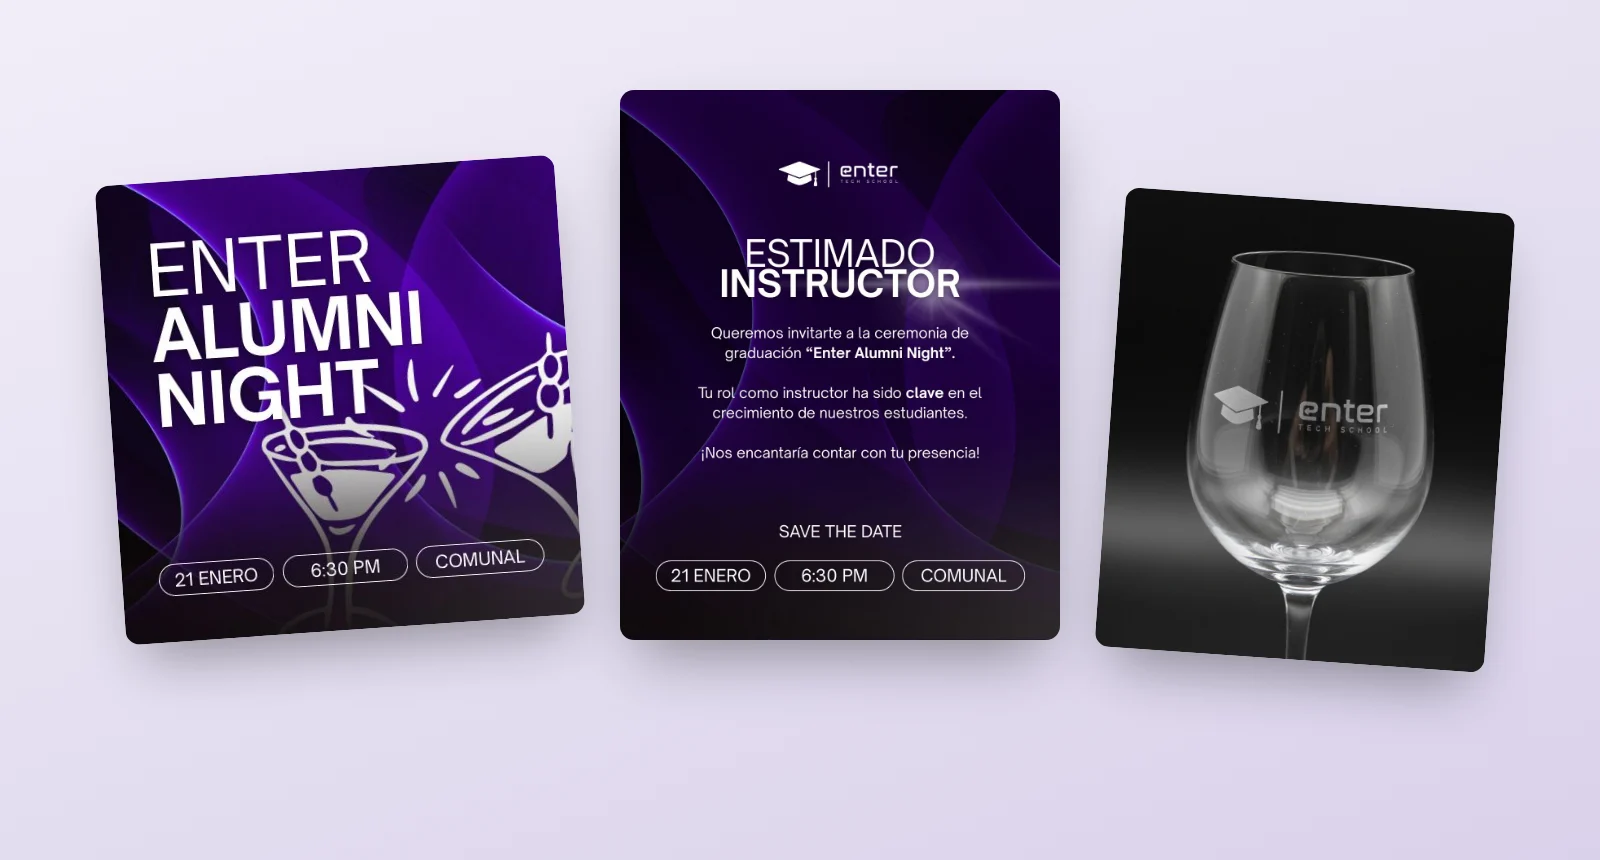 ENTER
ALUMNI
NIGHT
21 ENERO
6:30 PM
COMUNAL
enter
TECH SCHOOL
ESTIMADO
INSTRUCTOR
Queremos invitarte a la ceremonia de
graduación “Enter Alumni Night”.
Tu rol como instructor ha sido clave en el
crecimiento de nuestros estudiantes.
¡Nos encantaría contar con tu presencia!
SAVE THE DATE
21 ENERO
6:30 PM
COMUNAL
enter
TECH SCHOOL